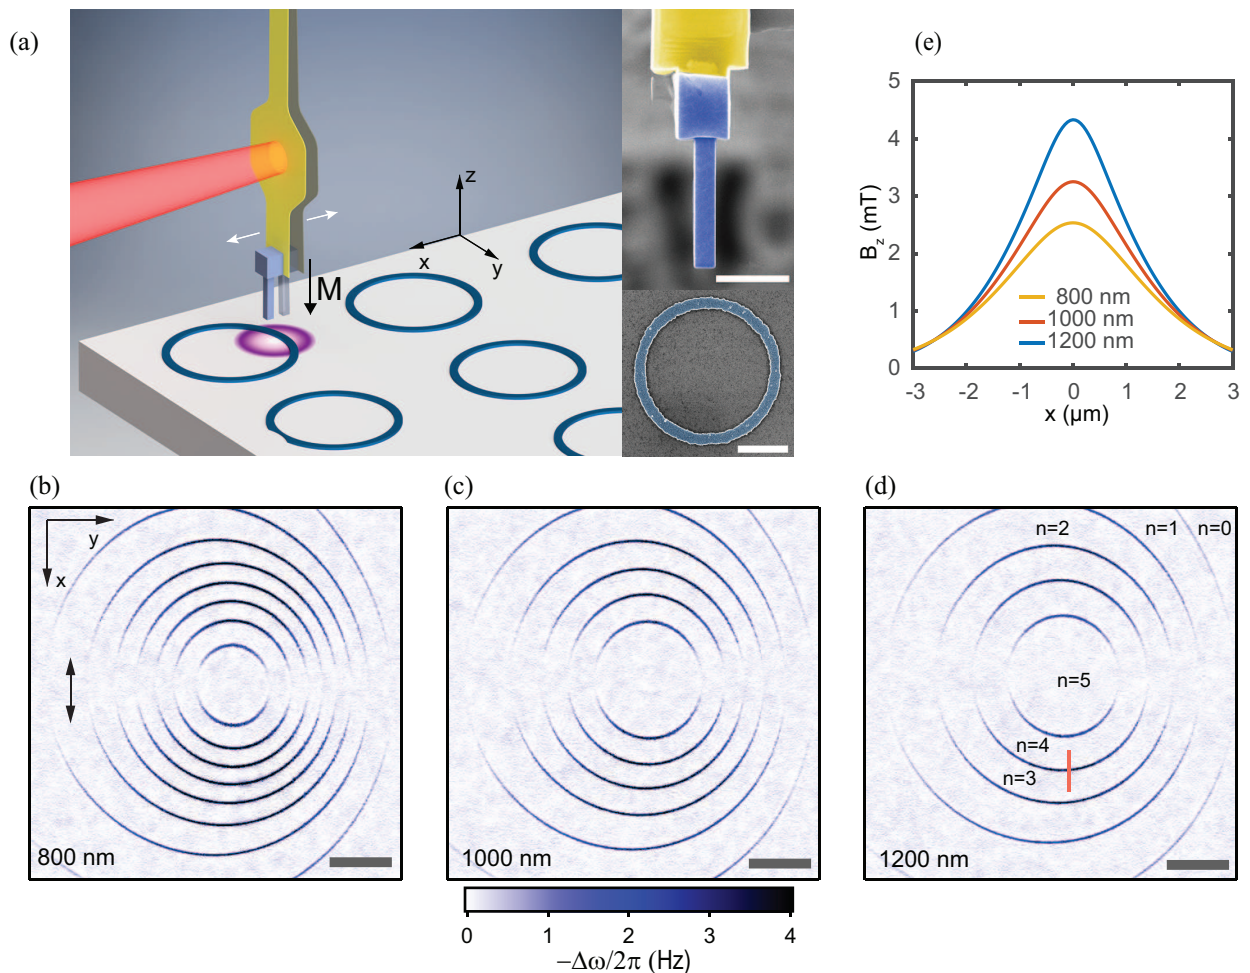 (a)
z
x
y
M
(e)
5
4
3
2
1
0
B_z (mT)
800 nm
1000 nm
1200 nm
-3 -2 -1 0 1 2 3
x (μm)
(b)
y
x
800 nm
(c)
1000 nm
(d)
n=2 n=1 n=0
n=5
n=4
n=3
1200 nm
0 1 2 3 4
−Δω/2π (Hz)